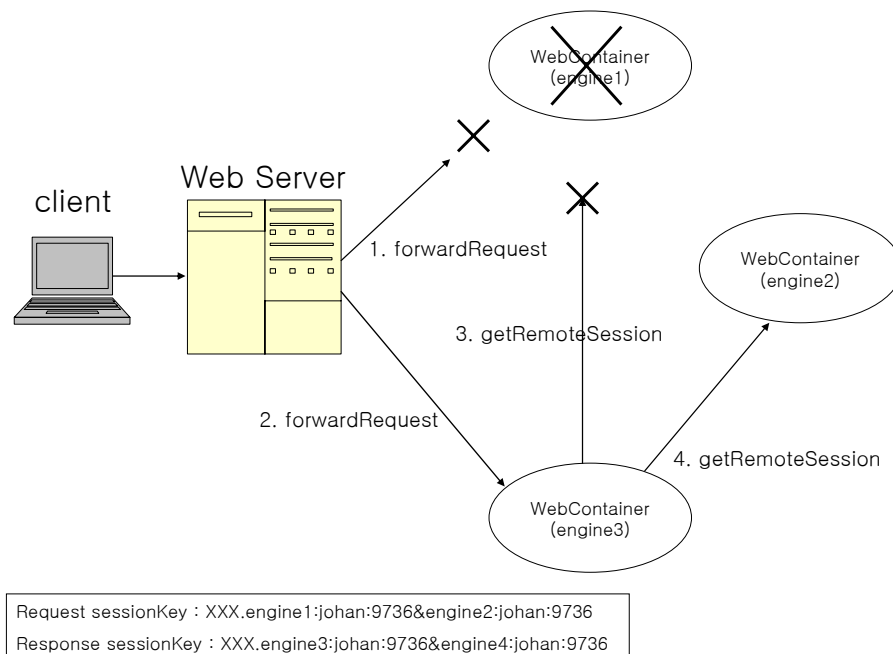 WebContainer
(engine1)
Web Server
client
1. forwardRequest
WebContainer
(engine2)
3. getRemoteSession
2. forwardRequest
4. getRemoteSession
WebContainer
(engine3)
Request sessionKey : XXX.engine1:johan:9736&engine2:johan:9736
Response sessionKey : XXX.engine3:johan:9736&engine4:johan:9736